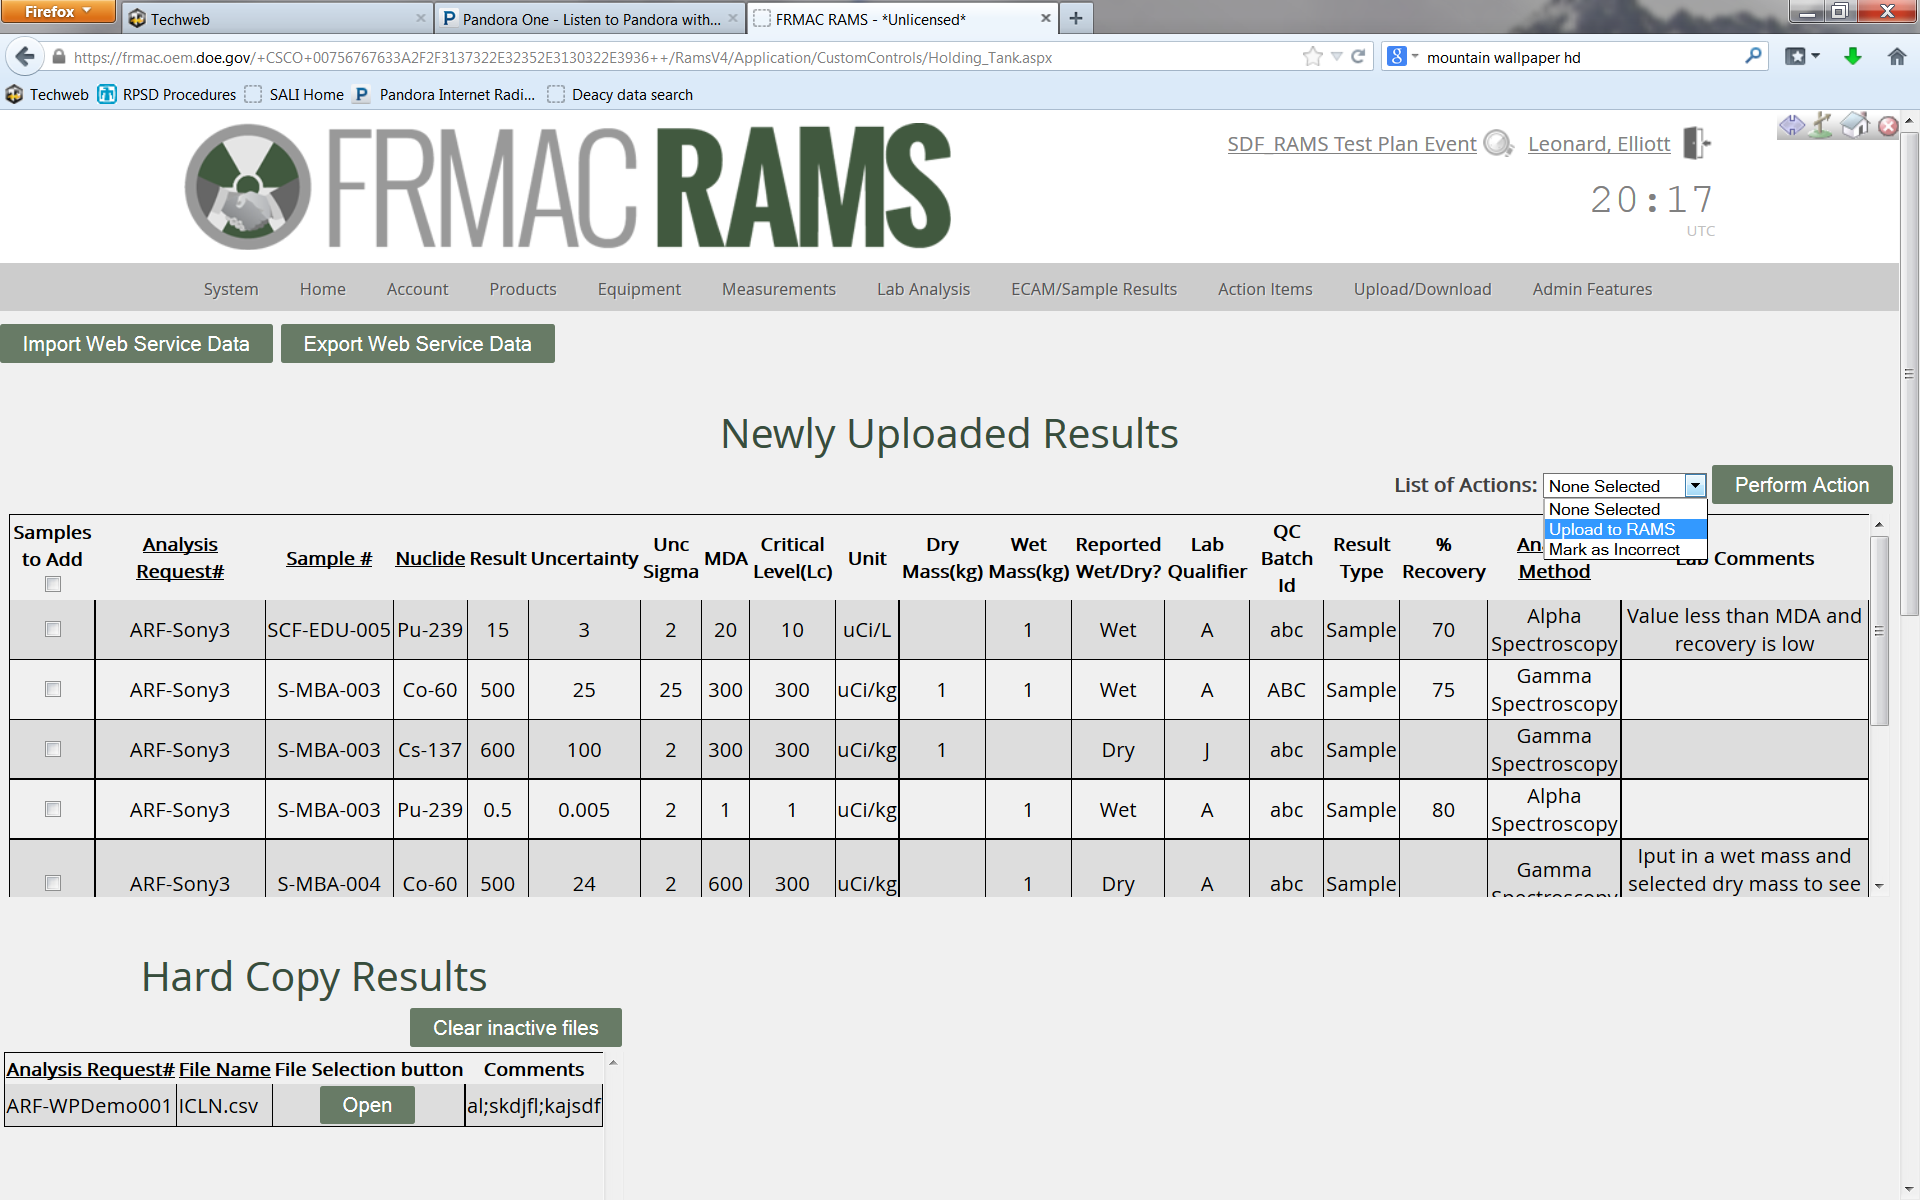 Firefox
Techweb
Pandora One - Listen to Pandora with...
FRMAC RAMS - *Unlicensed*
https://frmac.oem.doe.gov/+CSCO+00756767633A2F2F3137322E32352E3130322E3936++/RamsV4/Application/CustomControls/Holding_Tank.aspx
mountain wallpaper hd
Techweb RPSD Procedures SALI Home Pandora Internet Radi... Deacy data search
FRMAC RAMS
SDF_RAMS Test Plan Event Leonard, Elliott
20:17
UTC
System Home Account Products Equipment Measurements Lab Analysis ECAM/Sample Results Action Items Upload/Download Admin Features
Import Web Service Data Export Web Service Data
Newly Uploaded Results
List of Actions: None Selected Perform Action
None Selected
Upload to RAMS
Mark as Incorrect
Samples to Add Analysis Request# Sample # Nuclide Result Uncertainty Unc Sigma MDA Critical Level(Lc) Unit Dry Mass(kg) Wet Mass(kg) Reported Wet/Dry? Lab Qualifier QC Batch Id Result Type % Recovery Method Lab Comments
ARF-Sony3 SCF-EDU-005 Pu-239 15 3 2 20 10 uCi/L 1 Wet A abc Sample 70 Alpha Spectroscopy Value less than MDA and recovery is low
ARF-Sony3 S-MBA-003 Co-60 500 25 25 300 300 uCi/kg 1 1 Wet A ABC Sample 75 Gamma Spectroscopy
ARF-Sony3 S-MBA-003 Cs-137 600 100 2 300 300 uCi/kg 1 Dry J abc Sample Gamma Spectroscopy
ARF-Sony3 S-MBA-003 Pu-239 0.5 0.005 2 1 1 uCi/kg 1 Wet A abc Sample 80 Alpha Spectroscopy
ARF-Sony3 S-MBA-004 Co-60 500 24 2 600 300 uCi/kg 1 Dry A abc Sample Gamma Spectroscopy Iput in a wet mass and selected dry mass to see
Hard Copy Results
Clear inactive files
Analysis Request# File Name File Selection button Comments
ARF-WPDemo001 ICLN.csv Open al;skdjfl;kajsdf